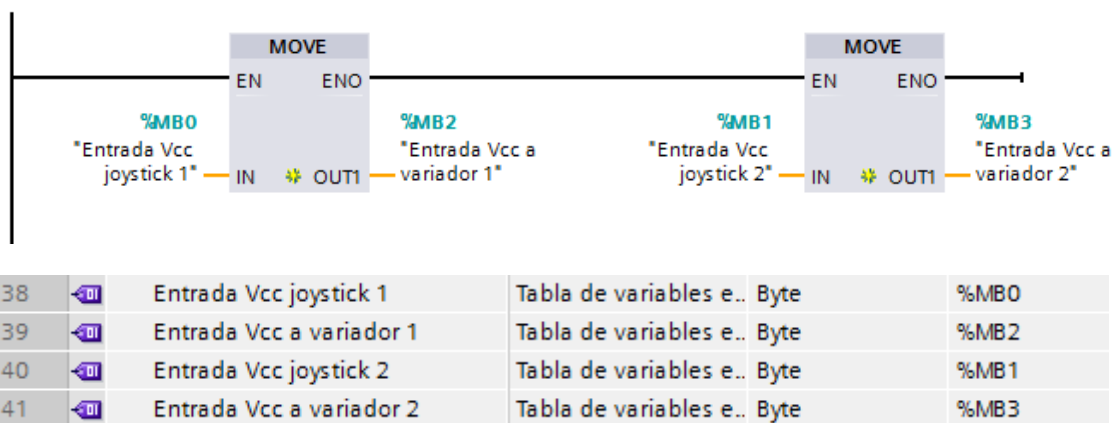 MOVE MOVE
EN ENO EN ENO
%MB0 %MB2 %MB1 %MB3
"Entrada Vcc "Entrada Vcc a "Entrada Vcc "Entrada Vcc a
joystick 1" IN OUT1 variador 1" joystick 2" IN OUT1 variador 2"
38 Entrada Vcc joystick 1 Tabla de variables e.. Byte %MB0
39 Entrada Vcc a variador 1 Tabla de variables e.. Byte %MB2
40 Entrada Vcc joystick 2 Tabla de variables e.. Byte %MB1
41 Entrada Vcc a variador 2 Tabla de variables e.. Byte %MB3